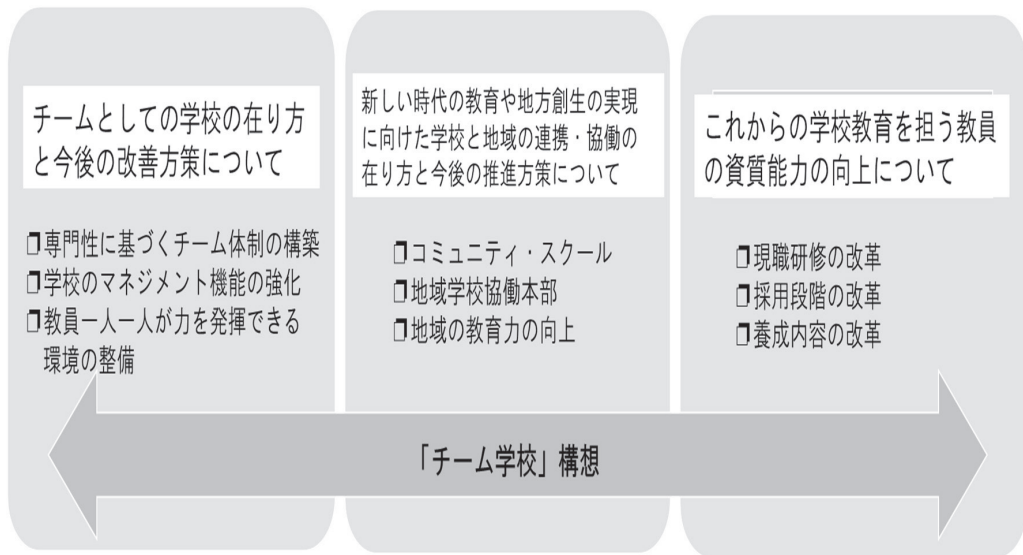 チームとしての学校の在り方
と今後の改善方策について
❐専門性に基づくチーム体制の構築
❐学校のマネジメント機能の強化
❐教員一人一人が力を発揮できる
環境の整備
新しい時代の教育や地方創生の実現
に向けた学校と地域の連携・協働の
在り方と今後の推進方策について
❐コミュニティ・スクール
❐地域学校協働本部
❐地域の教育力の向上
これからの学校教育を担う教員
の資質能力の向上について
❐現職研修の改革
❐採用段階の改革
❐養成内容の改革
「チーム学校」構想